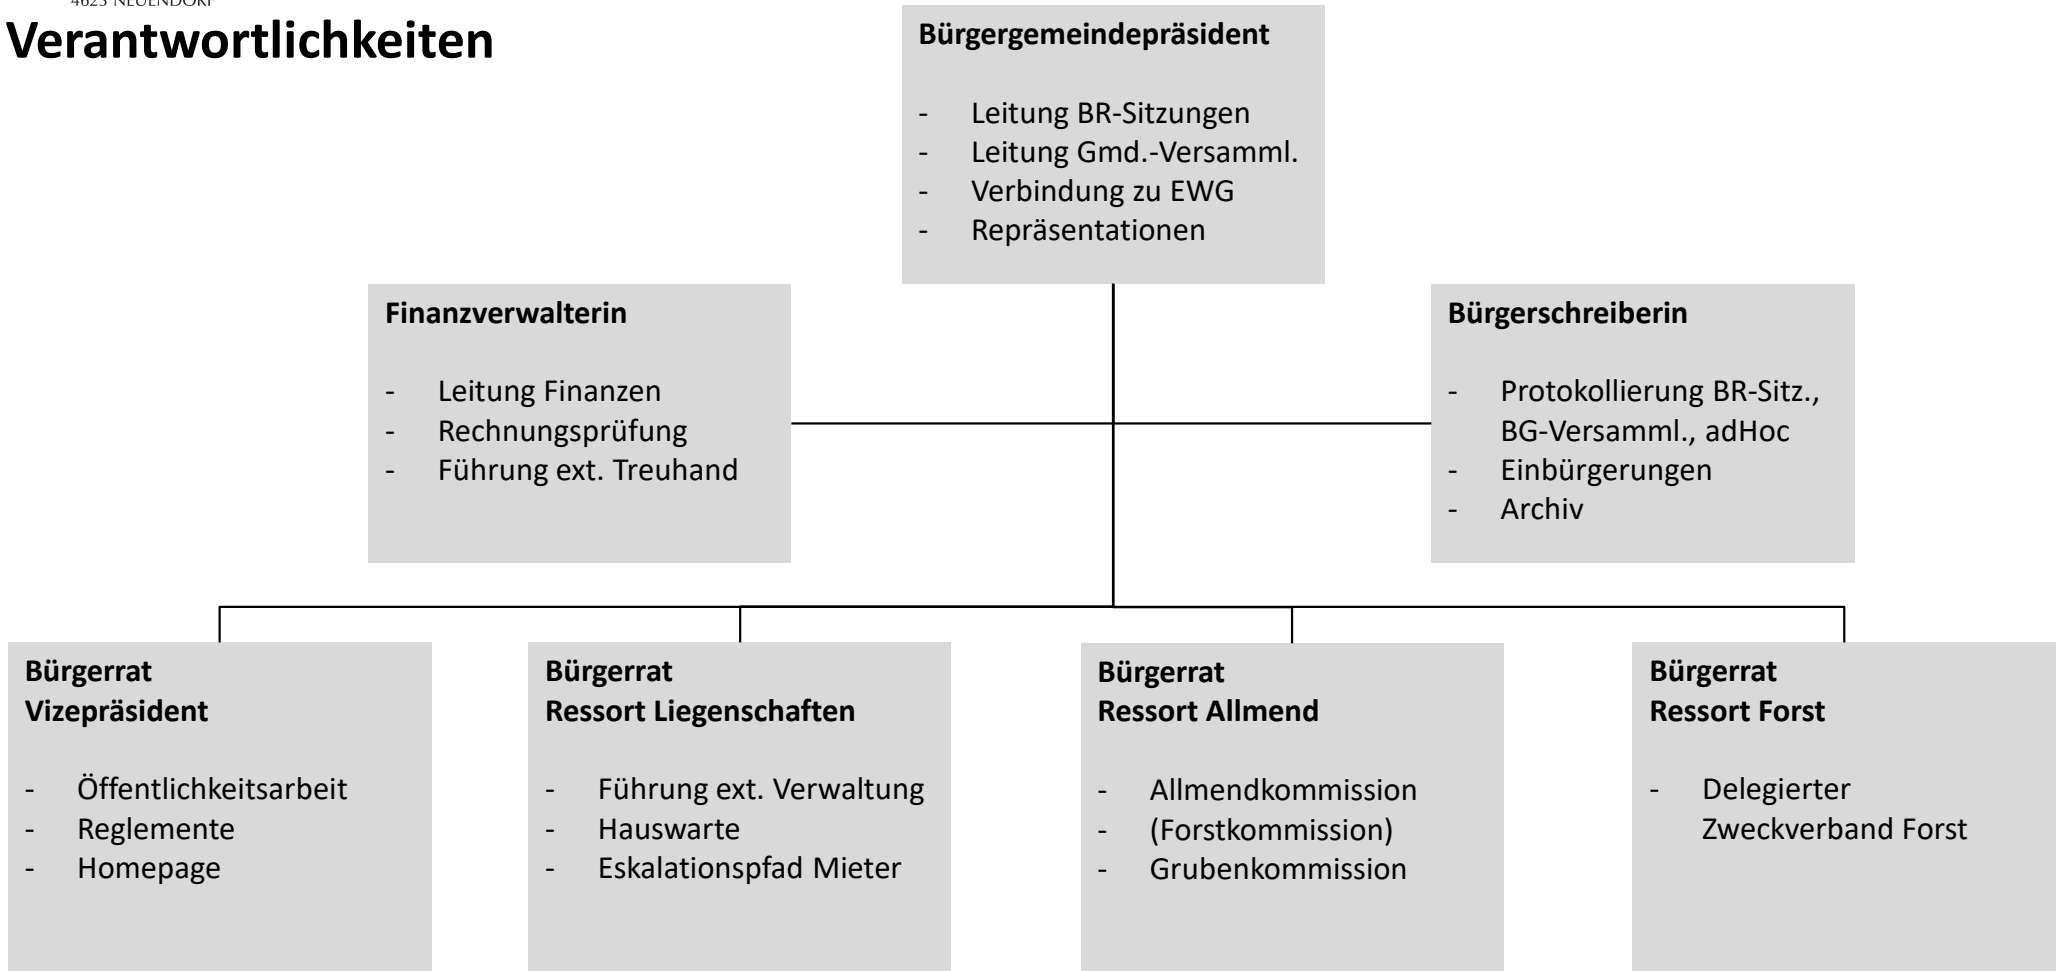 4623 NEUENDORF
Verantwortlichkeiten
Bürgergemeindepräsident
- Leitung BR-Sitzungen
- Leitung Gmd.-Versamml.
- Verbindung zu EWG
- Repräsentationen
Finanzverwalterin
- Leitung Finanzen
- Rechnungsprüfung
- Führung ext. Treuhand
Bürgerschreiberin
- Protokollierung BR-Sitz.,
BG-Versamml., adHoc
- Einbürgerungen
- Archiv
Bürgerrat
Vizepräsident
- Öffentlichkeitsarbeit
- Reglemente
- Homepage
Bürgerrat
Ressort Liegenschaften
- Führung ext. Verwaltung
- Hauswarte
- Eskalationspfad Mieter
Bürgerrat
Ressort Allmend
- Allmendkommission
- (Forstkommission)
- Grubenkommission
Bürgerrat
Ressort Forst
- Delegierter
Zweckverband Forst